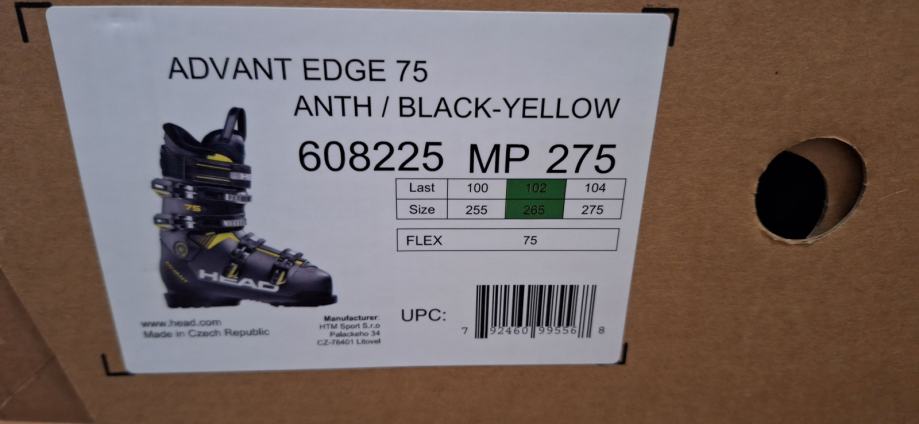 ADVANT EDGE 75
ANTH / BLACK-YELLOW
608225 MP 275
Last 100 102 104
Size 255 265 275
FLEX 75
75
HEAD
www.head.com
Made in Czech Republic
Manufacturer:
HTM Sport S.r.o
Palackeho 34
CZ-78401 Litovel
UPC:
7 92460 99556 8